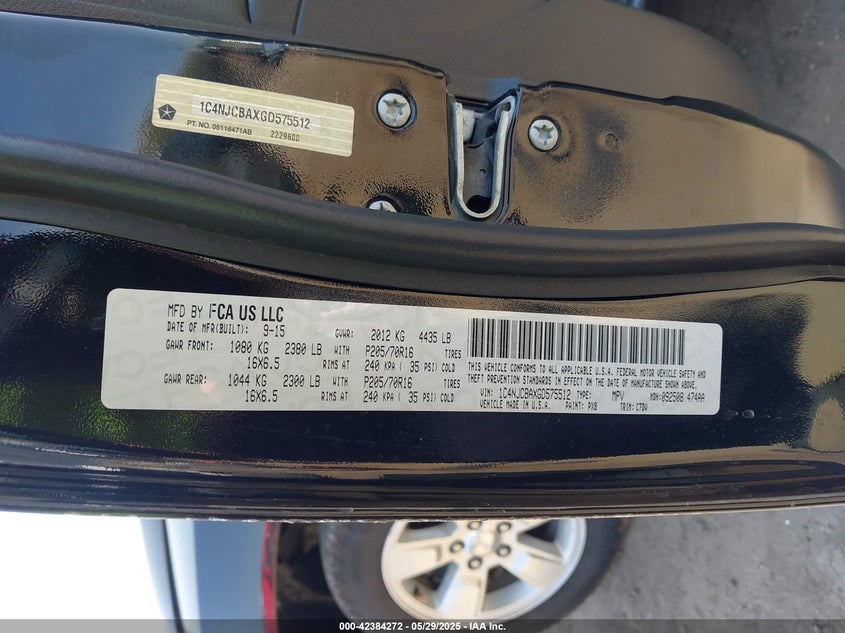 1C4NJCBAXGD575512
PT. NO. 05116471AB 2229600
MFD BY FCA US LLC
DATE OF MFR(BUILT): 9-15 GVWR: 2012 KG 4435 LB
GAWR FRONT: 1080 KG 2380 LB WITH P205/70R16 TIRES
16X6.5 RIMS AT 240 KPA ( 35 PSI) COLD
GAWR REAR: 1044 KG 2300 LB WITH P205/70R16 TIRES
16X6.5 RIMS AT 240 KPA ( 35 PSI) COLD
THIS VEHICLE CONFORMS TO ALL APPLICABLE U.S.A. FEDERAL MOTOR VEHICLE SAFETY AND
THEFT PREVENTION STANDARDS IN EFFECT ON THE DATE OF MANUFACTURE SHOWN ABOVE.
VIN: 1C4NJCBAXGD575512 TYPE: MPV MDH: 092508 474AA
VEHICLE MADE IN U.S.A. PAINT: PX8 TRIM: C7DV
000-42384272 - 05/29/2025 - IAA Inc.